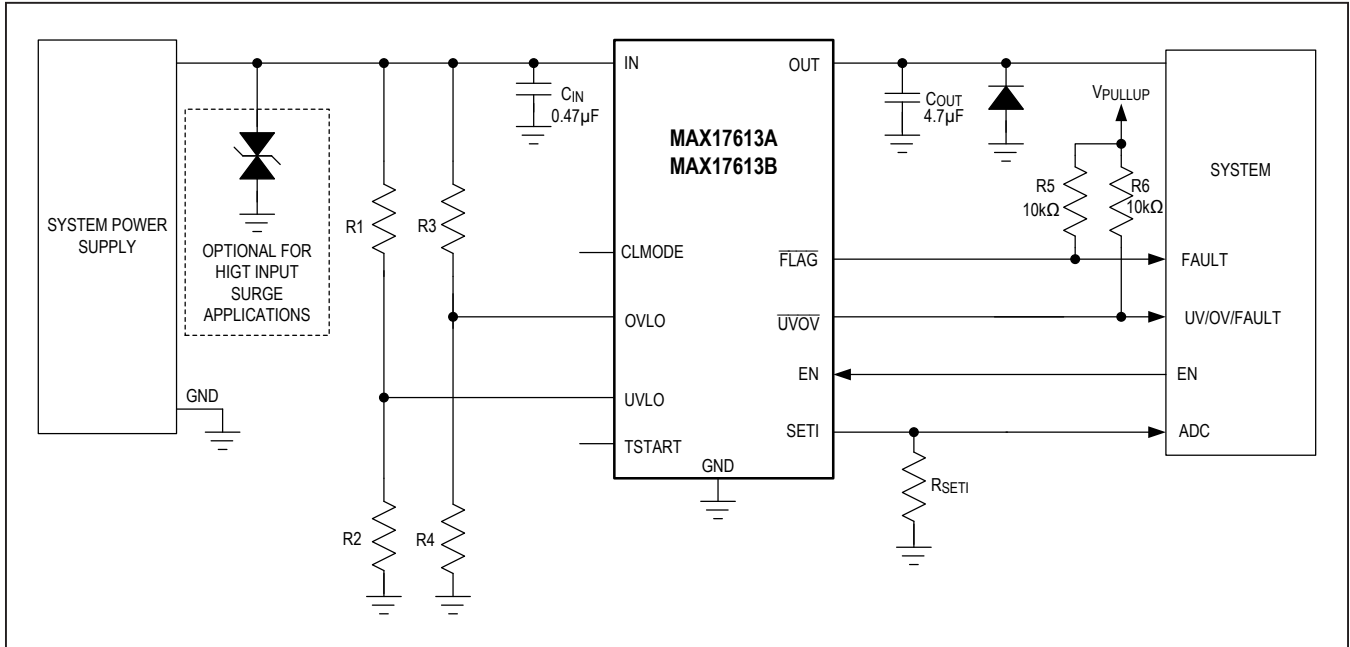 SYSTEM POWER
SUPPLY
GND
OPTIONAL FOR
HIGT INPUT
SURGE
APPLICATIONS
R1
R2
R3
R4
CIN
0.47µF
IN
CLMODE
OVLO
UVLO
TSTART
MAX17613A
MAX17613B
GND
OUT
FLAG
UVOV
EN
SETI
COUT
4.7µF
VPULLUP
R5
10kΩ
R6
10kΩ
RSETI
SYSTEM
FAULT
UV/OV/FAULT
EN
ADC